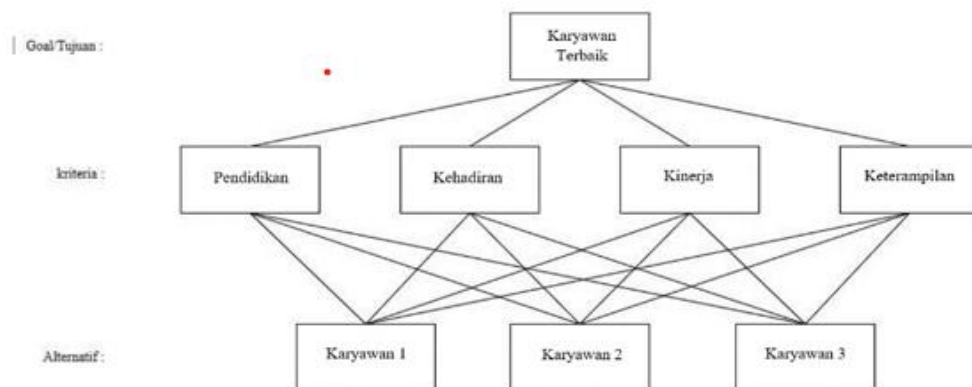 Goal/Tujuan :
Karyawan
Terbaik
kriteria :
Pendidikan
Kehadiran
Kinerja
Keterampilan
Alternatif :
Karyawan 1
Karyawan 2
Karyawan 3